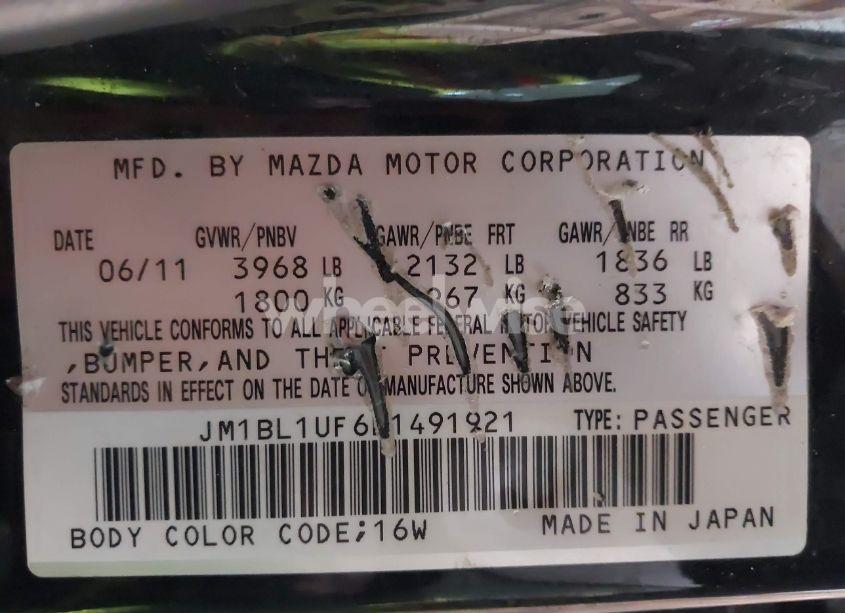 MFD. BY MAZDA MOTOR CORPORATION
DATE GVWR/PNBV GAWR/PNBE FRT GAWR/PNBE RR
06/11 3968 LB 2132 LB 1836 LB
1800 KG 967 KG 833 KG
THIS VEHICLE CONFORMS TO ALL APPLICABLE FEDERAL MOTOR VEHICLE SAFETY
,BUMPER,AND THEFT PREVENTION
STANDARDS IN EFFECT ON THE DATE OF MANUFACTURE SHOWN ABOVE.
TYPE: PASSENGER
BODY COLOR CODE;16W MADE IN JAPAN